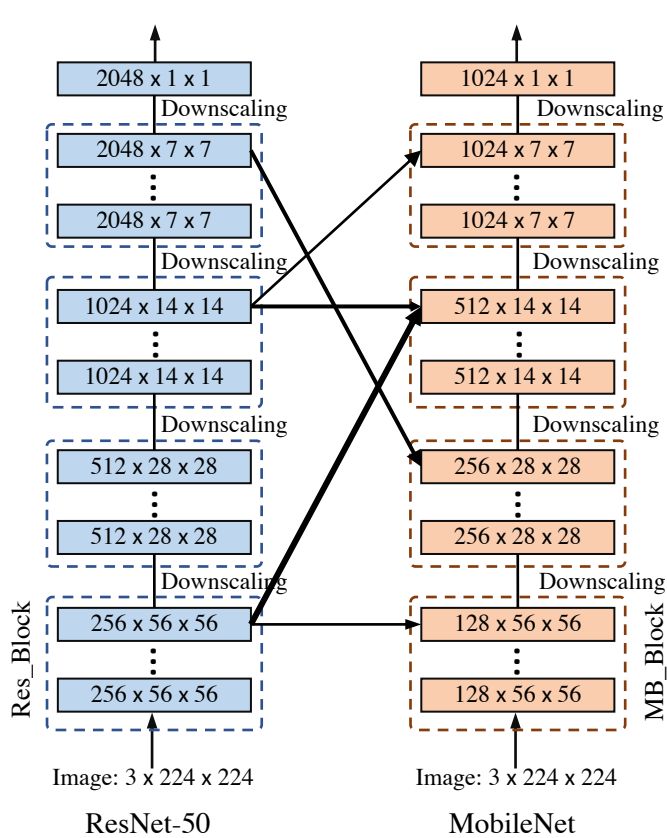 2048 x 1 x 1
Downscaling
2048 x 7 x 7
2048 x 7 x 7
Downscaling
1024 x 14 x 14
1024 x 14 x 14
Downscaling
512 x 28 x 28
512 x 28 x 28
Downscaling
256 x 56 x 56
256 x 56 x 56
Res_Block
Image: 3 x 224 x 224
ResNet-50
1024 x 1 x 1
Downscaling
1024 x 7 x 7
1024 x 7 x 7
Downscaling
512 x 14 x 14
512 x 14 x 14
Downscaling
256 x 28 x 28
256 x 28 x 28
Downscaling
128 x 56 x 56
128 x 56 x 56
MB_Block
Image: 3 x 224 x 224
MobileNet